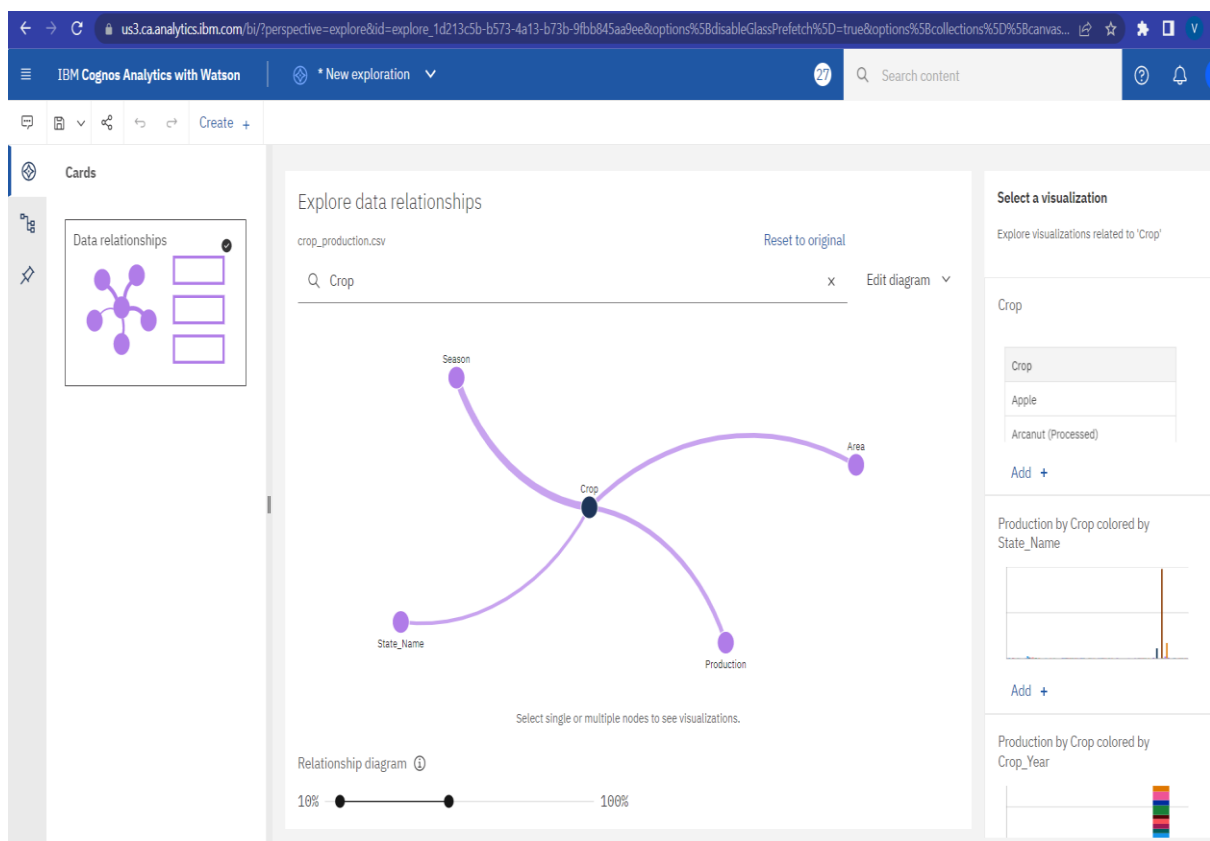 us3.ca.analytics.ibm.com/bi/?perspective=explore&id=explore_1d213c5b-b573-4a13-b73b-9fbb845aa9ee&options%5BdisableGlassPrefetch%5D=true&options%5Bcollections%5D%5Bcanvas...
V
IBM Cognos Analytics with Watson
* New exploration
27
Search content
Create +
Cards
Data relationships
Explore data relationships
crop_production.csv
Reset to original
Crop
x
Edit diagram
Season
Area
Crop
State_Name
Production
Select single or multiple nodes to see visualizations.
Relationship diagram
10%
100%
Select a visualization
Explore visualizations related to 'Crop'
Crop
Crop
Apple
Arcanut (Processed)
Add +
Production by Crop colored by
State_Name
Add +
Production by Crop colored by
Crop_Year